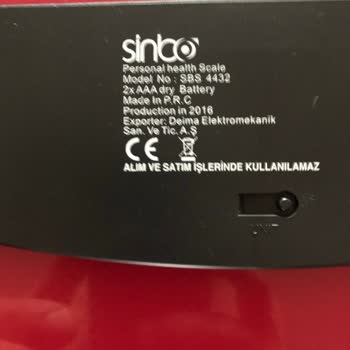 sinbo
Personal health Scale
Model No : SBS 4432
2x AAA dry Battery
Made In P.R.C
Production in 2016
Exporter: Deima Elektromekanik
San. Ve Tic. A.Ş
CE
ALIM VE SATIM İŞLERİNDE KULLANILAMAZ
UNIT